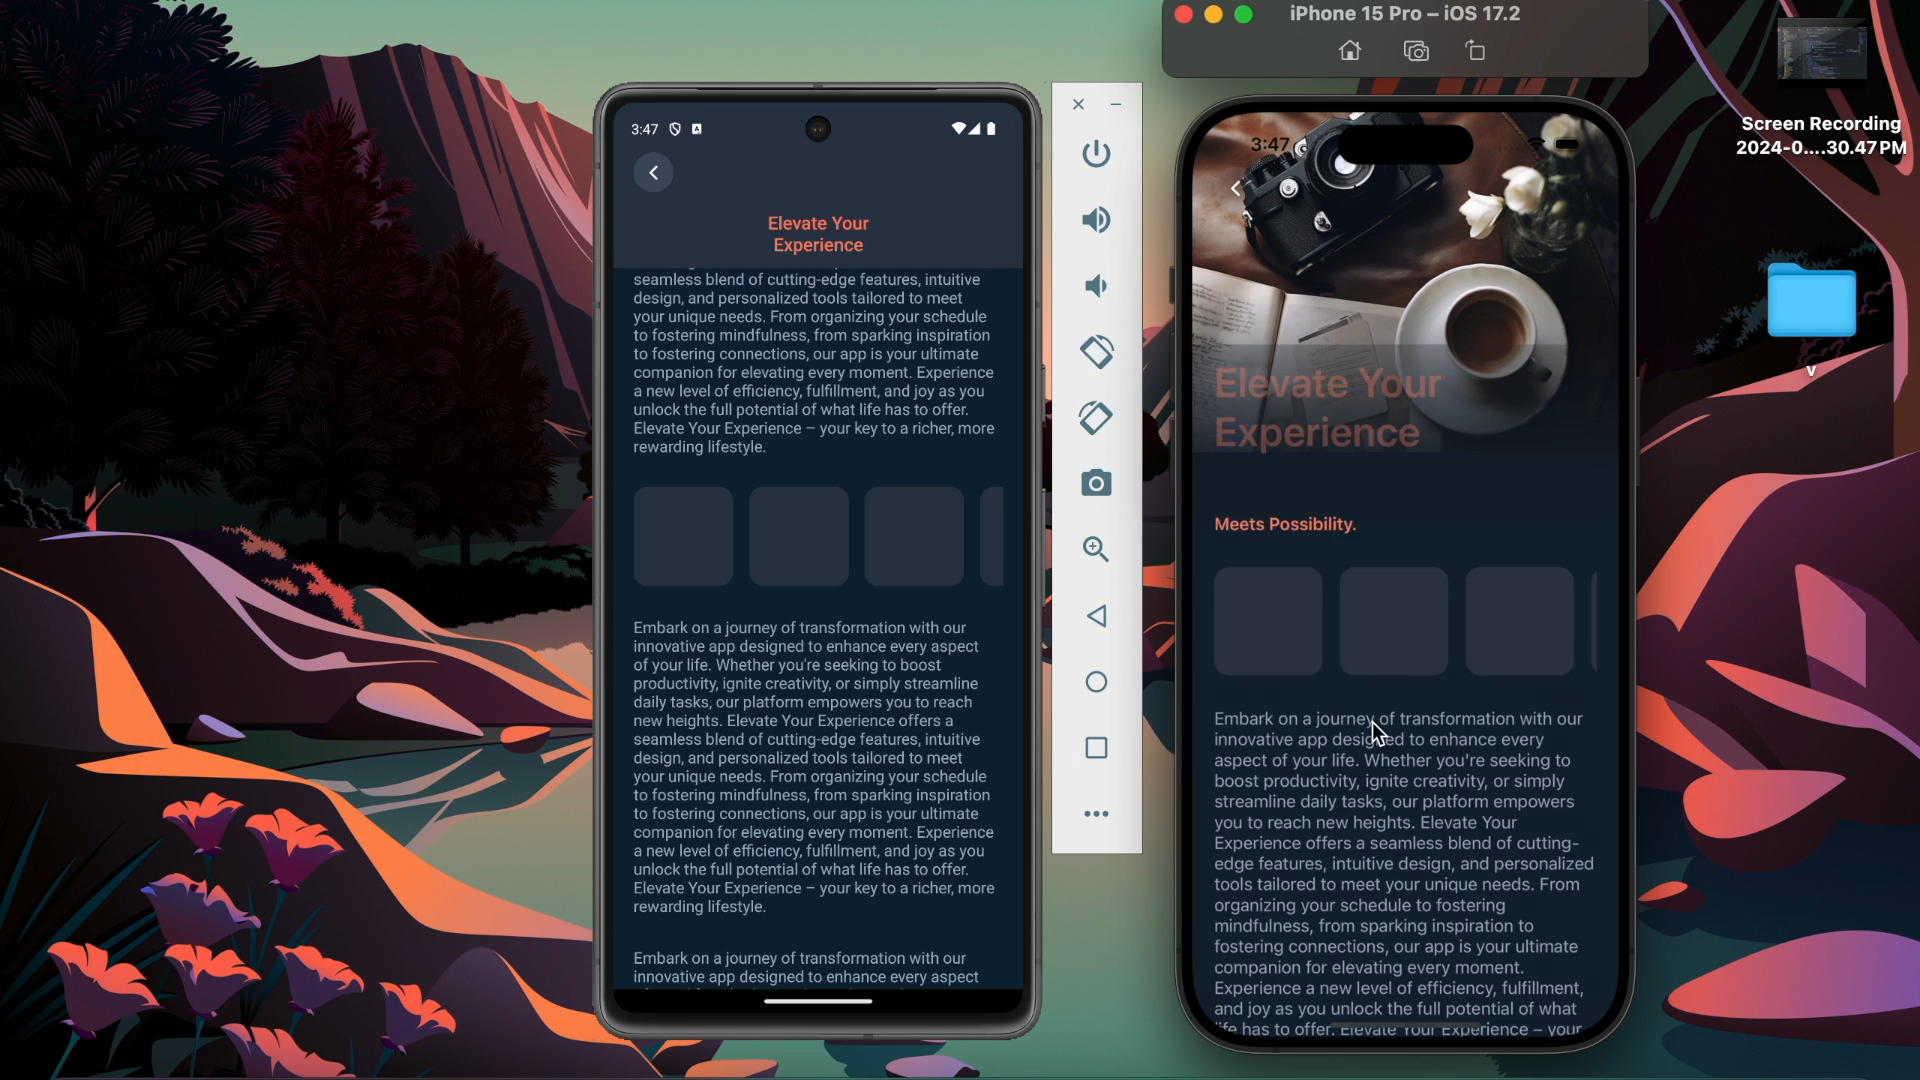 iPhone 15 Pro – iOS 17.2
Screen Recording
2024-0....30.47 PM
v
3:47
Elevate Your
Experience
seamless blend of cutting-edge features, intuitive
design, and personalized tools tailored to meet
your unique needs. From organizing your schedule
to fostering mindfulness, from sparking inspiration
to fostering connections, our app is your ultimate
companion for elevating every moment. Experience
a new level of efficiency, fulfillment, and joy as you
unlock the full potential of what life has to offer.
Elevate Your Experience – your key to a richer, more
rewarding lifestyle.
Embark on a journey of transformation with our
innovative app designed to enhance every aspect
of your life. Whether you're seeking to boost
productivity, ignite creativity, or simply streamline
daily tasks, our platform empowers you to reach
new heights. Elevate Your Experience offers a
seamless blend of cutting-edge features, intuitive
design, and personalized tools tailored to meet
your unique needs. From organizing your schedule
to fostering mindfulness, from sparking inspiration
to fostering connections, our app is your ultimate
companion for elevating every moment. Experience
a new level of efficiency, fulfillment, and joy as you
unlock the full potential of what life has to offer.
Elevate Your Experience – your key to a richer, more
rewarding lifestyle.
Embark on a journey of transformation with our
innovative app designed to enhance every aspect
3:47
Elevate Your
Experience
Meets Possibility.
Embark on a journey of transformation with our
innovative app designed to enhance every
aspect of your life. Whether you're seeking to
boost productivity, ignite creativity, or simply
streamline daily tasks, our platform empowers
you to reach new heights. Elevate Your
Experience offers a seamless blend of cutting-
edge features, intuitive design, and personalized
tools tailored to meet your unique needs. From
organizing your schedule to fostering
mindfulness, from sparking inspiration to
fostering connections, our app is your ultimate
companion for elevating every moment.
Experience a new level of efficiency, fulfillment,
and joy as you unlock the full potential of what
life has to offer. Elevate Your Experience – your